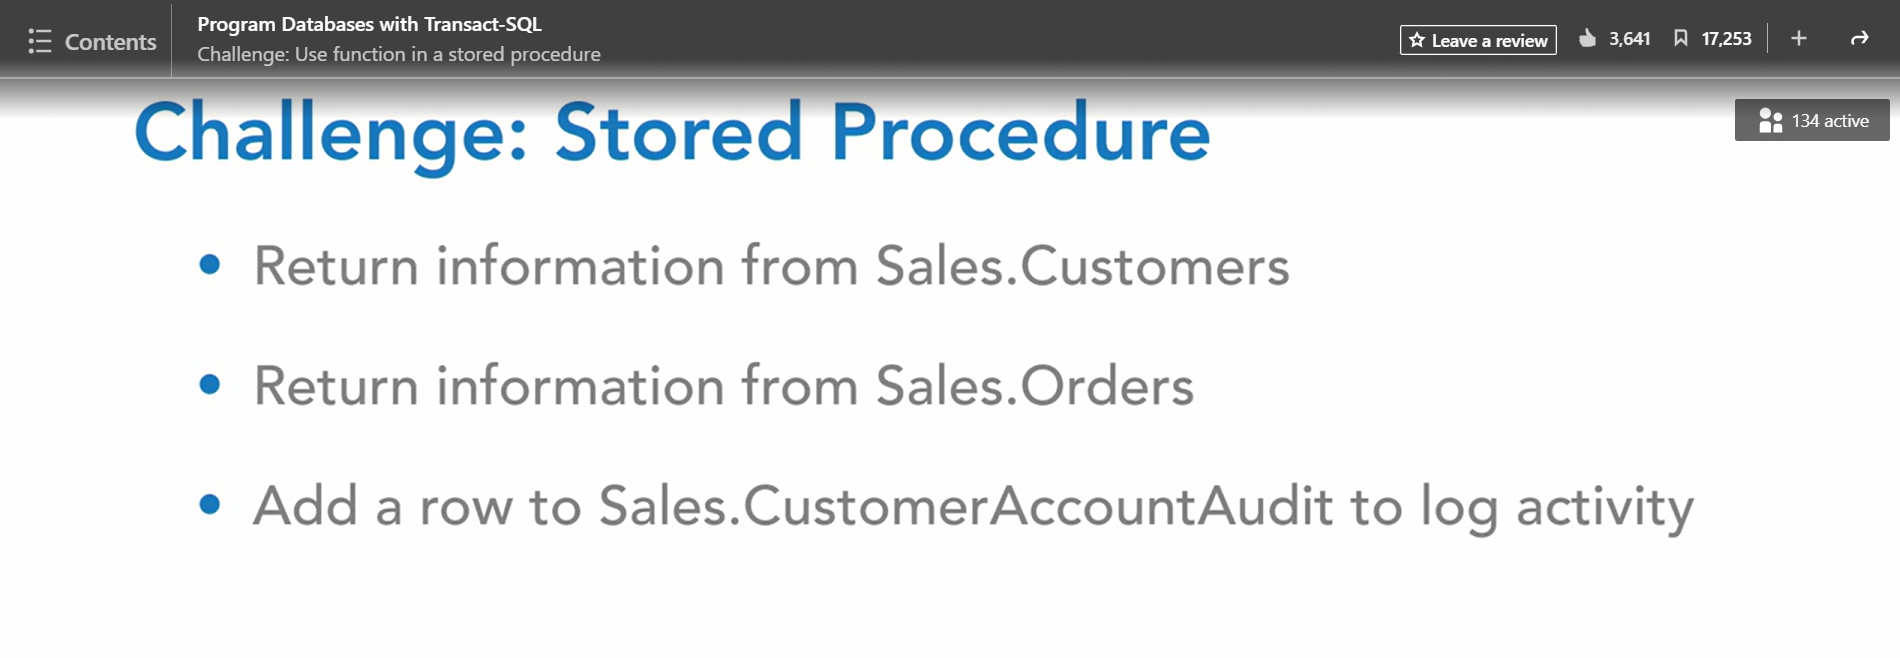 Contents
Program Databases with Transact-SQL
Challenge: Use function in a stored procedure
Leave a review
3,641
17,253
134 active
Challenge: Stored Procedure
• Return information from Sales.Customers
• Return information from Sales.Orders
• Add a row to Sales.CustomerAccountAudit to log activity